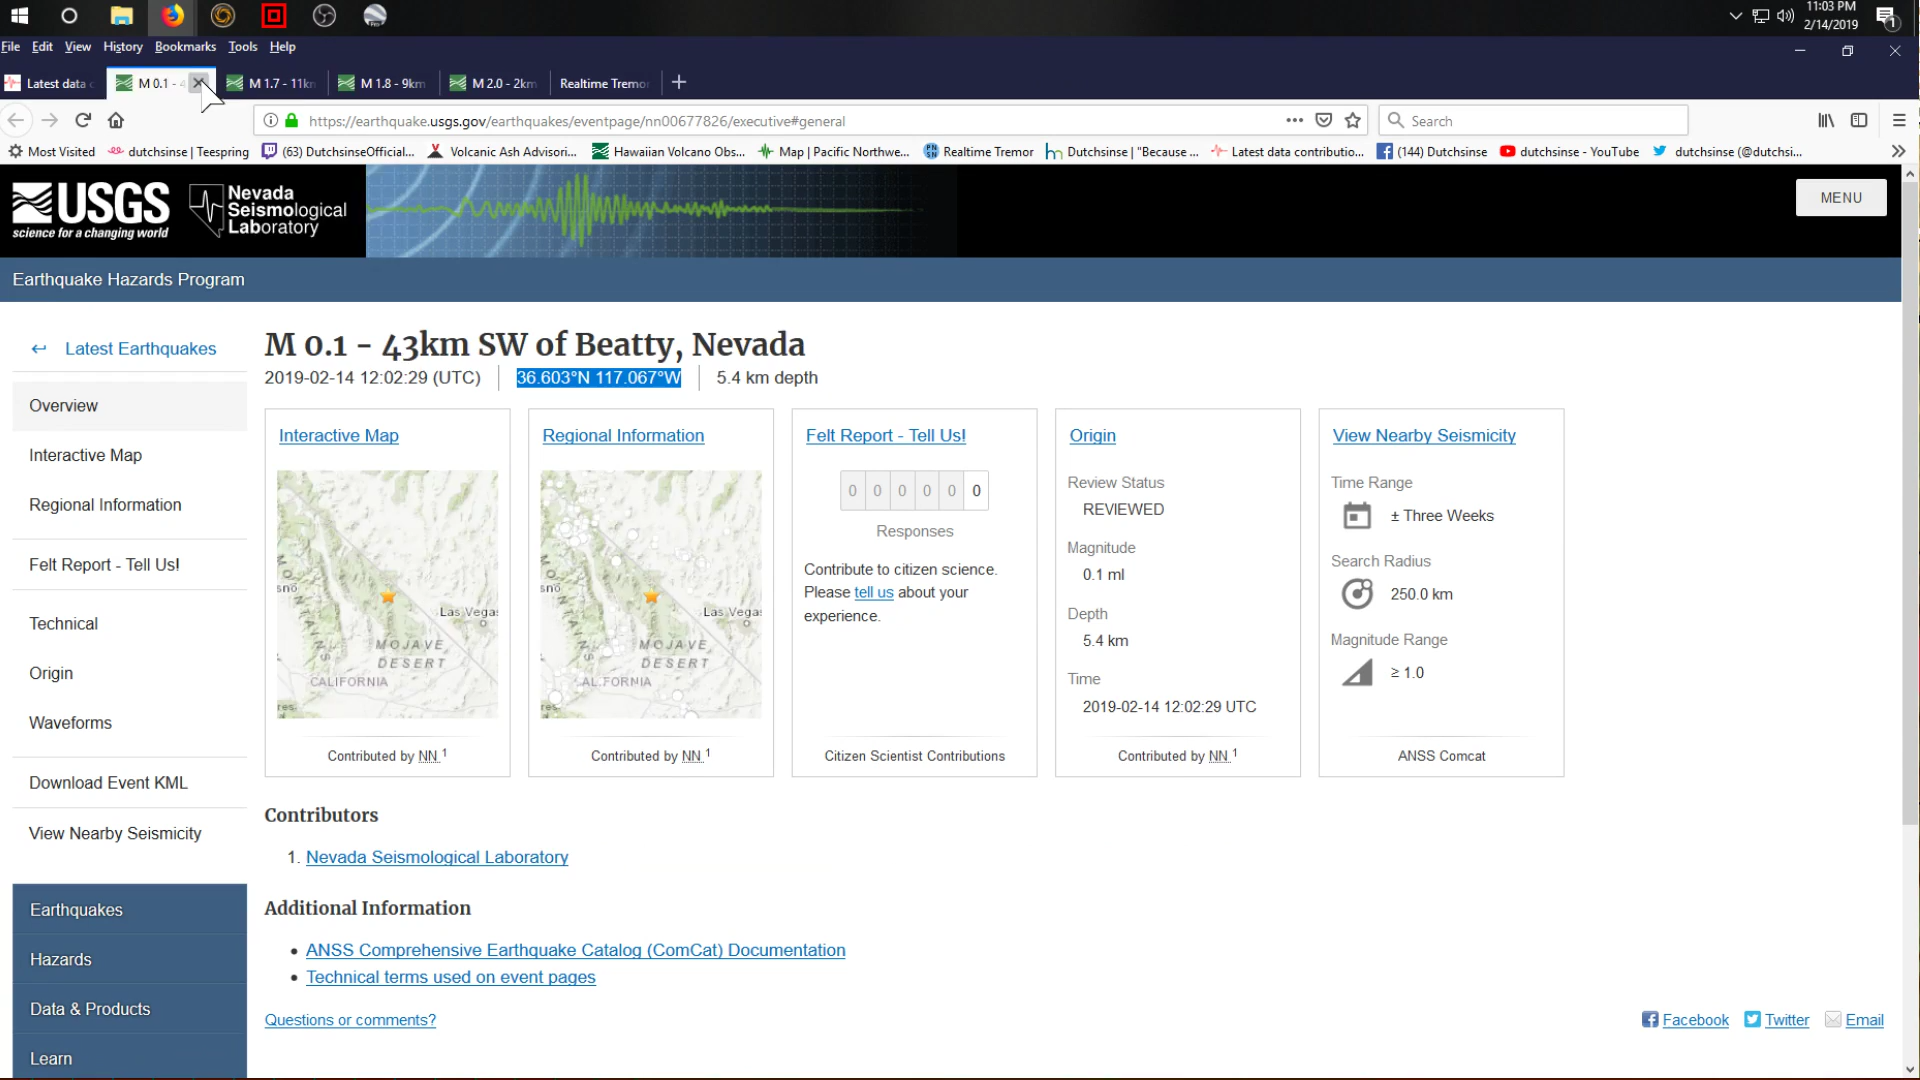 11:03 PM
2/14/2019
1
File Edit View History Bookmarks Tools Help
Latest data c
M 0.1 - 4
M 1.7 - 11km
M 1.8 - 9km
M 2.0 - 2km
Realtime Tremor
https://earthquake.usgs.gov/earthquakes/eventpage/nn00677826/executive#general
Search
Most Visited
dutchsinse | Teespring
(63) DutchsinseOfficial...
Volcanic Ash Advisori...
Hawaiian Volcano Obs...
Map | Pacific Northwe...
Realtime Tremor
Dutchsinse | "Because ...
Latest data contributio...
(144) Dutchsinse
dutchsinse - YouTube
dutchsinse (@dutchsi...
USGS
science for a changing world
Nevada
Seismological
Laboratory
MENU
Earthquake Hazards Program
Latest Earthquakes
Overview
Interactive Map
Regional Information
Felt Report - Tell Us!
Technical
Origin
Waveforms
Download Event KML
View Nearby Seismicity
Earthquakes
Hazards
Data & Products
Learn
M 0.1 - 43km SW of Beatty, Nevada
2019-02-14 12:02:29 (UTC)
36.603°N 117.067°W
5.4 km depth
Interactive Map
sno
Las Vegas
MOJAVE
DESERT
CALIFORNIA
Contributed by NN 1
Regional Information
sno
Las Vegas
MOJAVE
DESERT
ALIFORNIA
Contributed by NN 1
Felt Report - Tell Us!
0 0 0 0 0 0
Responses
Contribute to citizen science.
Please tell us about your
experience.
Citizen Scientist Contributions
Origin
Review Status
REVIEWED
Magnitude
0.1 ml
Depth
5.4 km
Time
2019-02-14 12:02:29 UTC
Contributed by NN 1
View Nearby Seismicity
Time Range
± Three Weeks
Search Radius
250.0 km
Magnitude Range
≥ 1.0
ANSS Comcat
Contributors
1. Nevada Seismological Laboratory
Additional Information
• ANSS Comprehensive Earthquake Catalog (ComCat) Documentation
• Technical terms used on event pages
Questions or comments?
Facebook
Twitter
Email